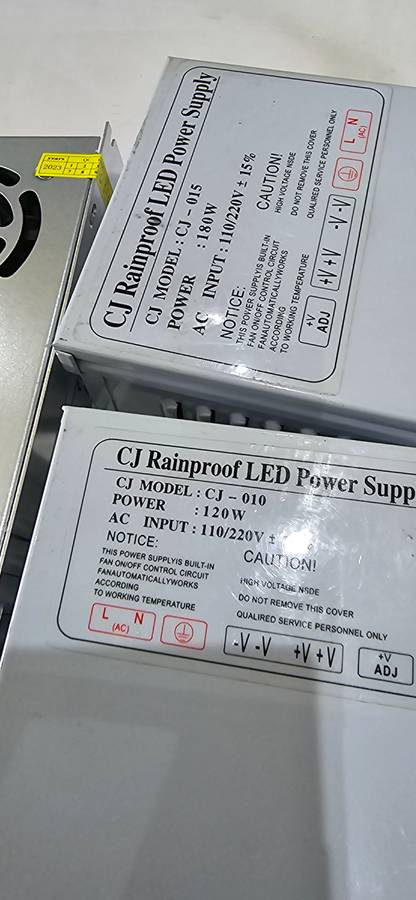 years
2023
CJ Rainproof LED Power Supply
CJ MODEL : CJ - 015
POWER : 180W
AC INPUT : 110/220V ± 15%
NOTICE:
THIS POWER SUPPLYIS BUILT-IN
FAN ON/OFF CONTROL CIRCUIT
FANAUTOMATICALLYWORKS
ACCORDING
TO WORKING TEMPERATURE
CAUTION!
HIGH VOLTAGE NSDE
DO NOT REMOVE THIS COVER
QUALIRED SERVICE PERSONNEL ONLY
L N
(AC)
-V -V
+V +V
+V
ADJ
CJ Rainproof LED Power Supp
CJ MODEL : CJ - 010
POWER : 120W
AC INPUT : 110/220V ± %
NOTICE:
THIS POWER SUPPLYIS BUILT-IN
FAN ON/OFF CONTROL CIRCUIT
FANAUTOMATICALLYWORKS
ACCORDING
TO WORKING TEMPERATURE
CAUTION!
HIGH VOLTAGE NSDE
DO NOT REMOVE THIS COVER
QUALIRED SERVICE PERSONNEL ONLY
L N
(AC)
-V -V +V +V
+V
ADJ